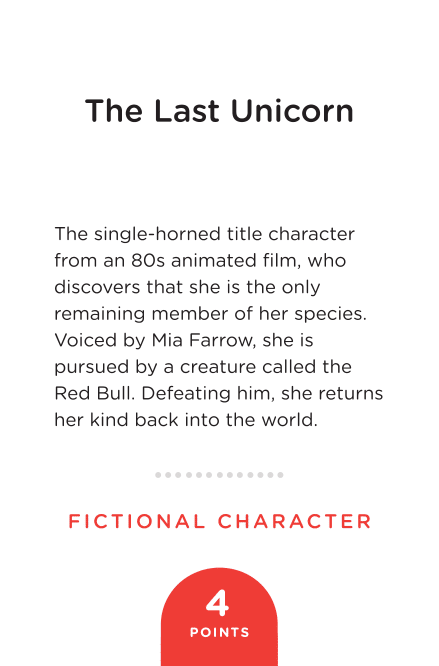 The Last Unicorn
The single-horned title character
from an 80s animated film, who
discovers that she is the only
remaining member of her species.
Voiced by Mia Farrow, she is
pursued by a creature called the
Red Bull. Defeating him, she returns
her kind back into the world.
FICTIONAL CHARACTER
4
POINTS